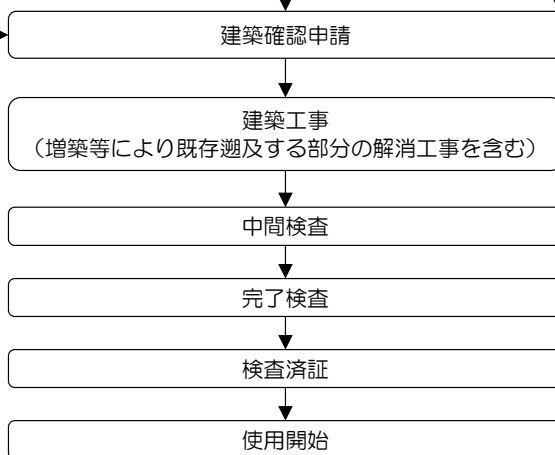 建築確認申請
建築工事
（増築等により既存遡及する部分の解消工事を含む）
中間検査
完了検査
検査済証
使用開始